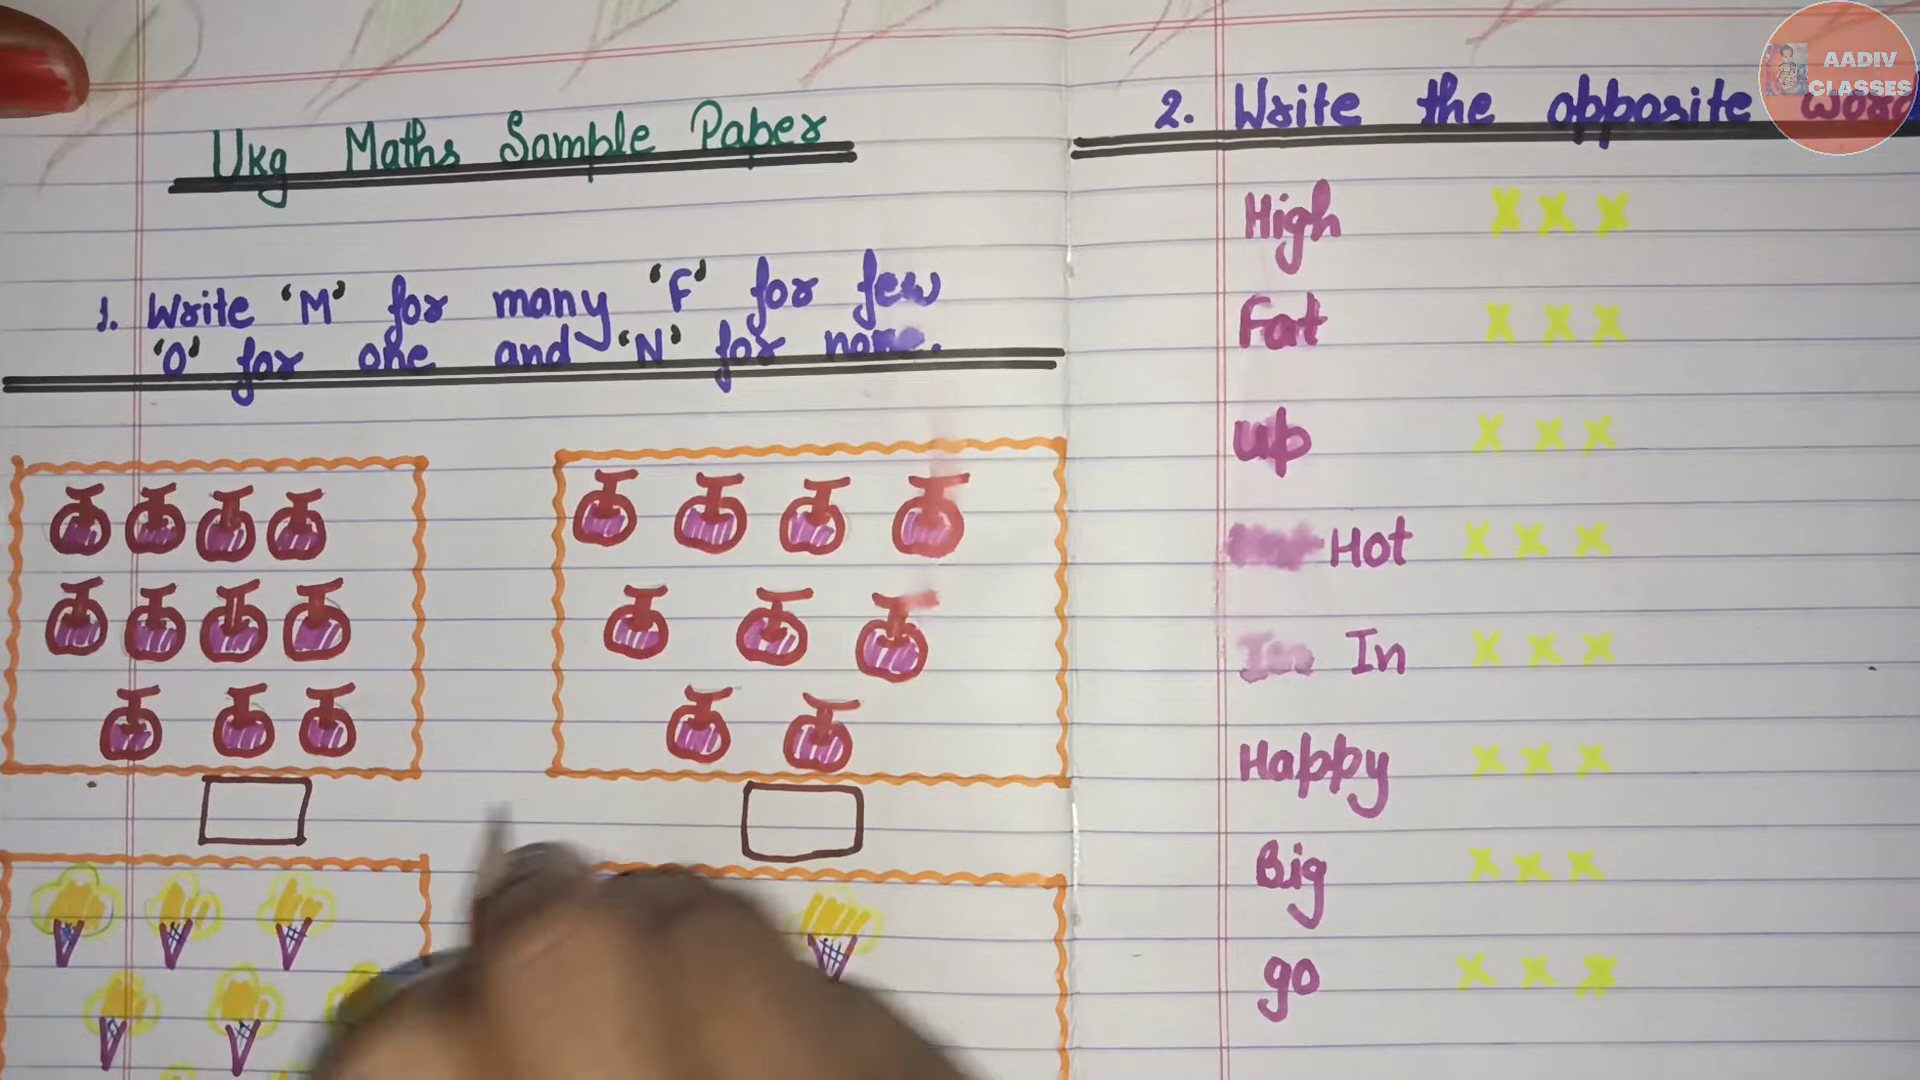 Ukg Maths Sample Paper
1. Write 'M' for many 'F' for few
'O' for one and 'N' for none.
2. Write the opposite word
High x x x
Fat x x x
up x x x
Hot x x x
In x x x
Happy x x x
Big x x x
go x x x
AADIV
CLASSES